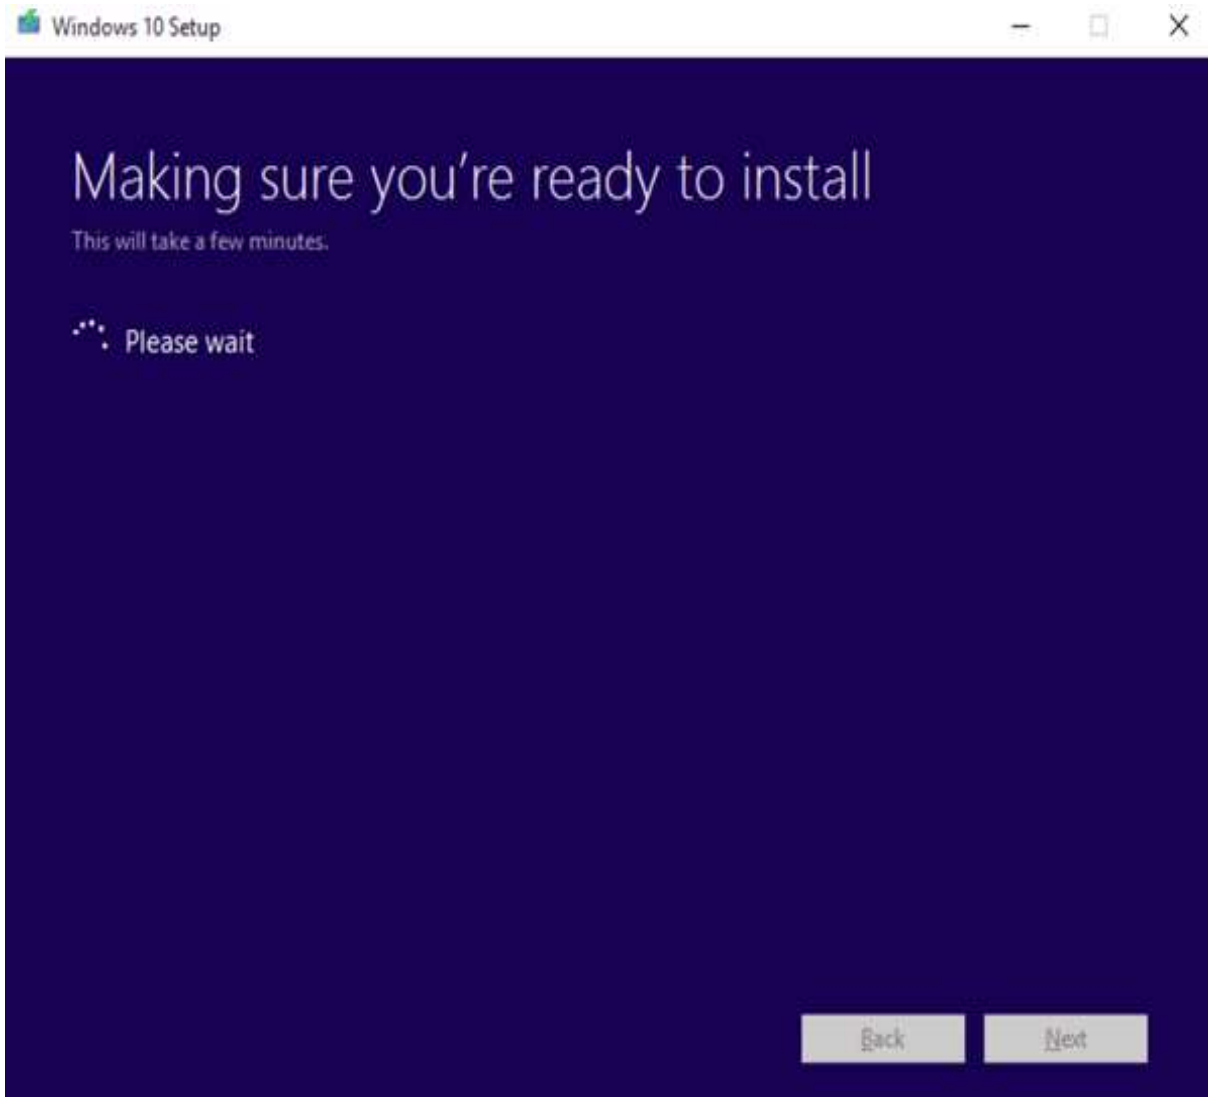 Windows 10 Setup
Making sure you’re ready to install
This will take a few minutes.
Please wait
Back
Next